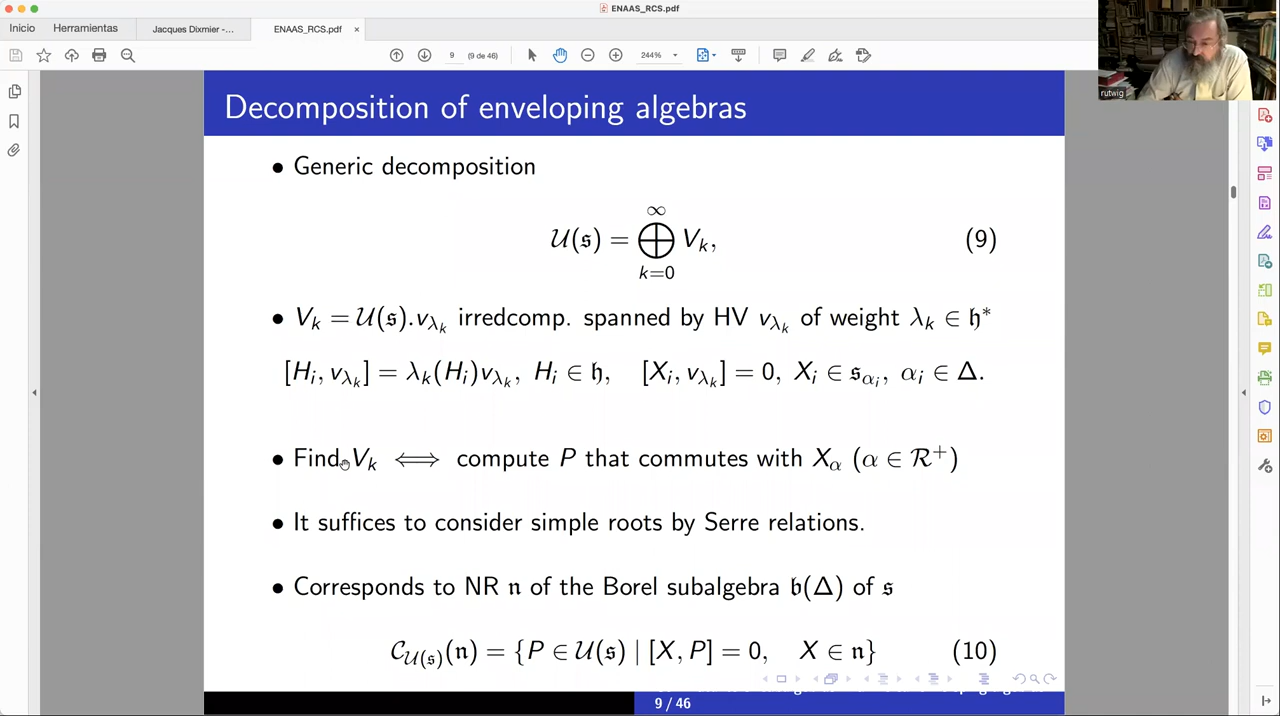 ENAAS_RCS.pdf
Inicio
Herramientas
Jacques Dixmier -...
ENAAS_RCS.pdf ×
9 (9 de 46)
244%
rutwig
Decomposition of enveloping algebras
• Generic decomposition
𝒰(𝔰) = ⨁_{k=0}^{∞} V_k, (9)
• V_k = 𝒰(𝔰).v_{λ_k} irredcomp. spanned by HV v_{λ_k} of weight λ_k ∈ 𝔥*
[H_i, v_{λ_k}] = λ_k(H_i)v_{λ_k}, H_i ∈ 𝔥, [X_i, v_{λ_k}] = 0, X_i ∈ 𝔰_{α_i}, α_i ∈ Δ.
• Find V_k ⟺ compute P that commutes with X_α (α ∈ ℛ⁺)
• It suffices to consider simple roots by Serre relations.
• Corresponds to NR 𝔫 of the Borel subalgebra 𝔟(Δ) of 𝔰
𝒞_{𝒰(𝔰)}(𝔫) = {P ∈ 𝒰(𝔰) | [X, P] = 0, X ∈ 𝔫} (10)
9 / 46